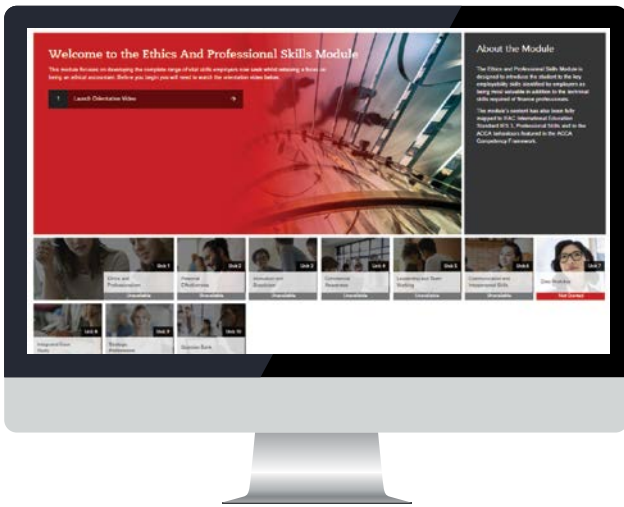 Welcome to the Ethics And Professional Skills Module
This module focuses on developing the complete range of vital skills employers now seek whilst retaining a focus on
being an ethical accountant. Before you begin you will need to watch the orientation video below.
1 Launch Orientation Video
About the Module
The Ethics and Professional Skills Module is
designed to introduce the student to the key
employability skills identified by employers as
being most valuable in addition to the technical
skills required of finance professionals.
The module's content has also been fully
mapped to IFAC International Education
Standard IES 3, Professional Skills and to the
ACCA behaviours featured in the ACCA
Competency Framework.
Unit 1
Ethics and
Professionalism
Unavailable
Unit 2
Personal
Effectiveness
Unavailable
Unit 3
Innovation and
Unavailable
Unit 4
Commercial
Awareness
Unavailable
Unit 5
Leadership and Team
Working
Unavailable
Unit 6
Communication and
Interpersonal Skills
Unavailable
Unit 7
Data
Not Started
Unit 8
Integrated
Unit 9
Unit 10
Bank